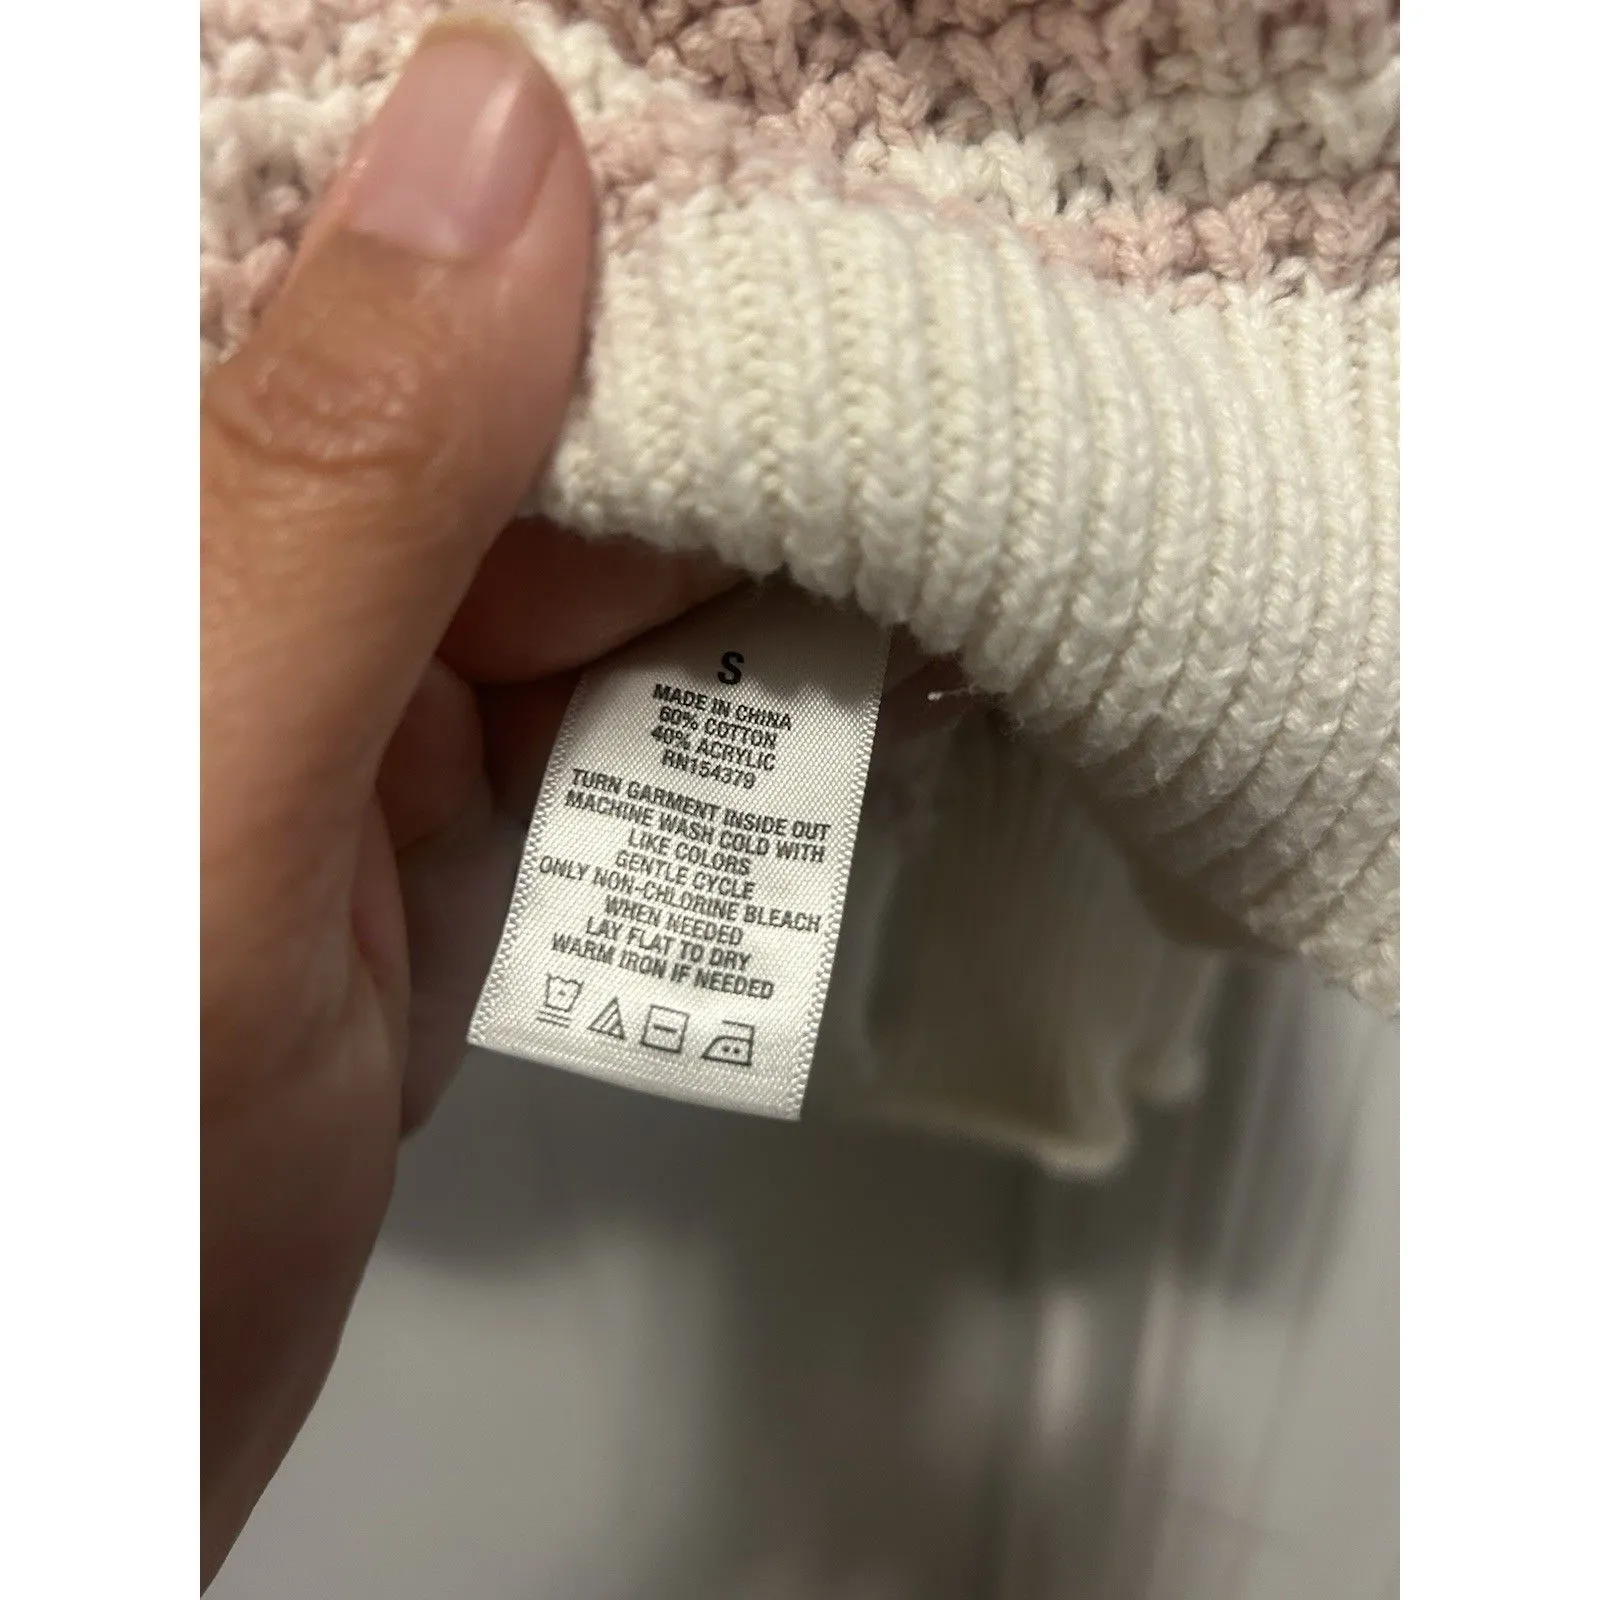 S
MADE IN CHINA
60% COTTON
40% ACRYLIC
RN154379
TURN GARMENT INSIDE OUT
MACHINE WASH COLD WITH
LIKE COLORS
GENTLE CYCLE
ONLY NON-CHLORINE BLEACH
WHEN NEEDED
LAY FLAT TO DRY
WARM IRON IF NEEDED